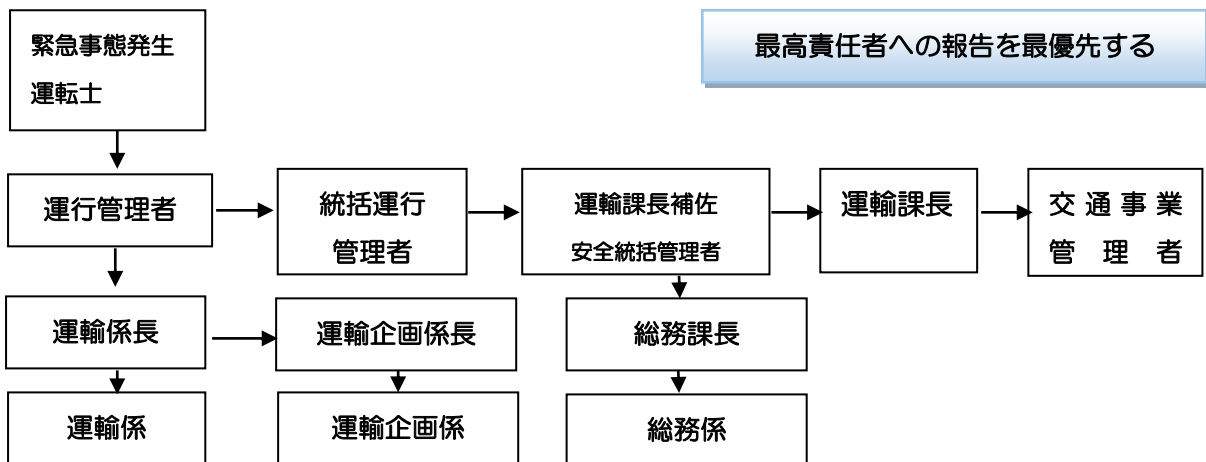 緊急事態発生
運転士
最高責任者への報告を最優先する
運行管理者
統括運行
管理者
運輸課長補佐
安全統括管理者
運輸課長
交通事業
管理者
運輸係長
運輸企画係長
総務課長
運輸係
運輸企画係
総務係